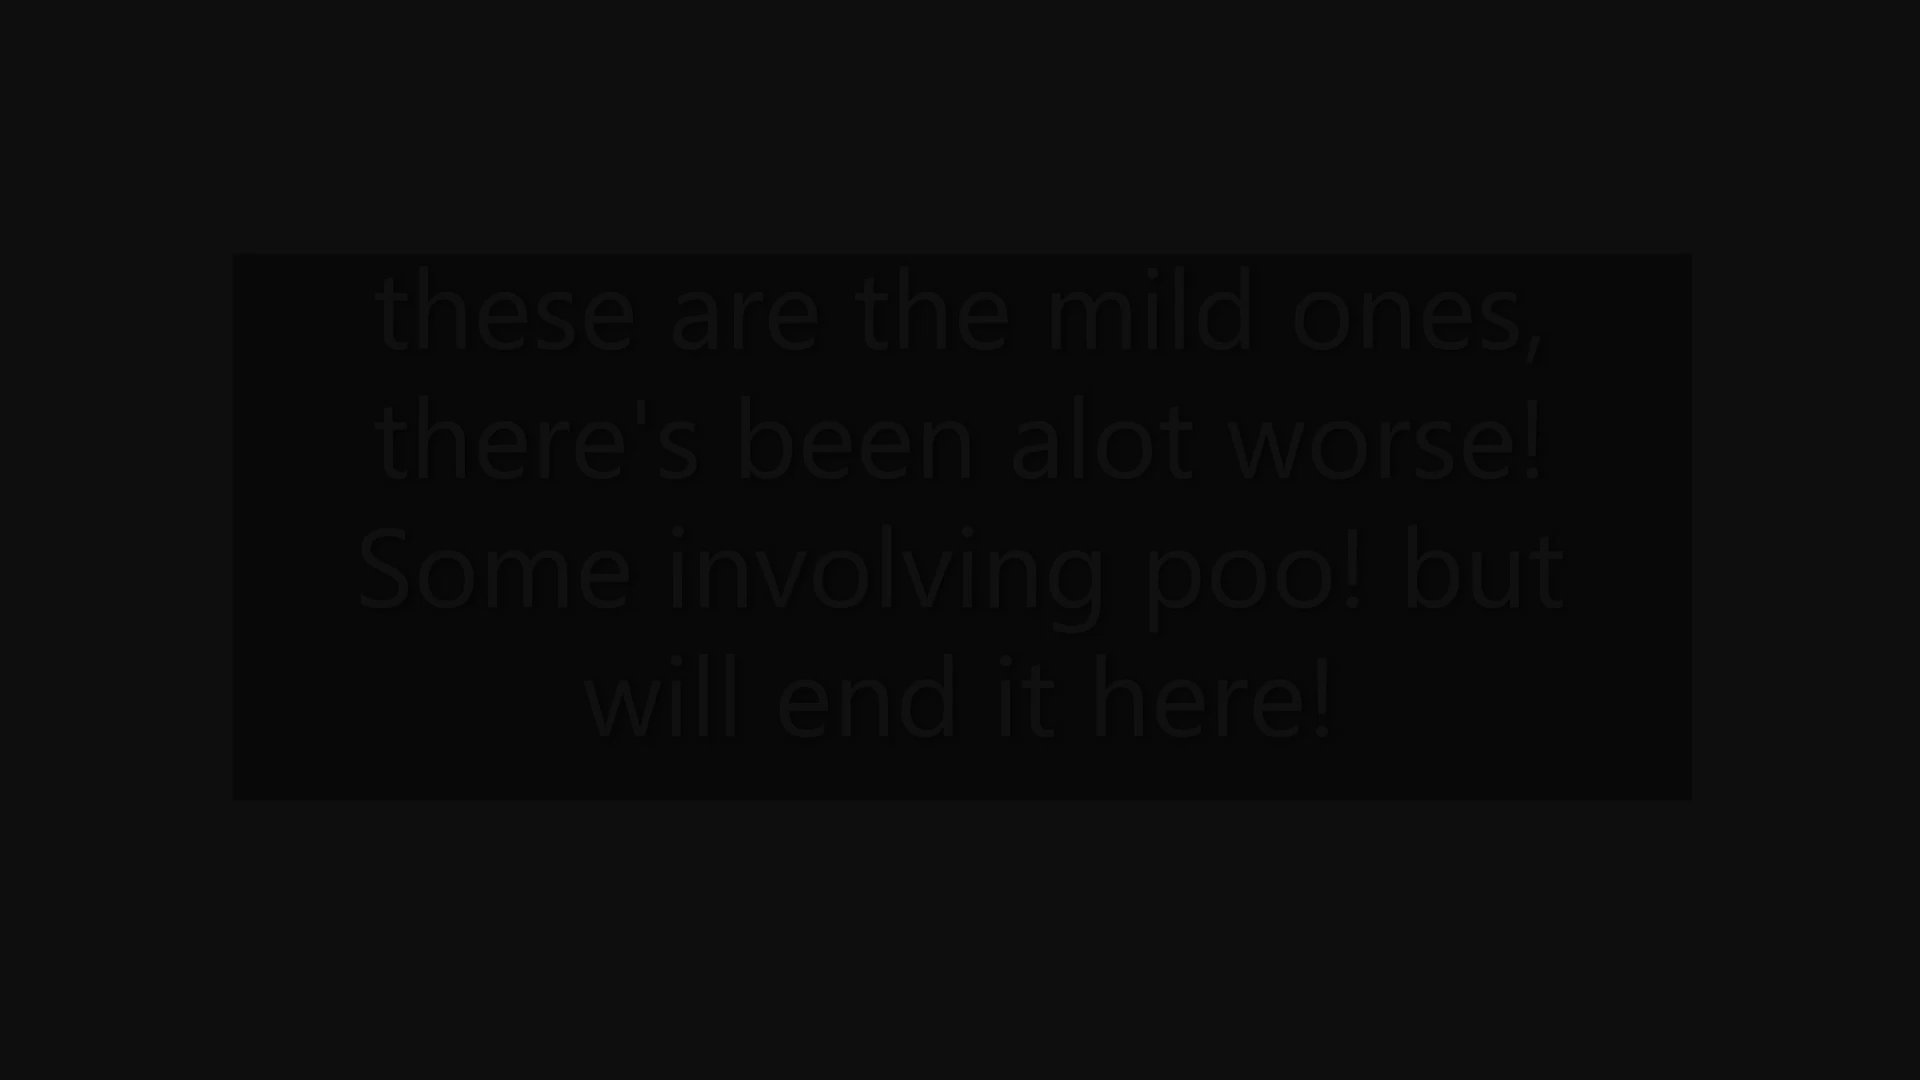 these are the mild ones,
there's been alot worse!
Some involving poo! but
will end it here!